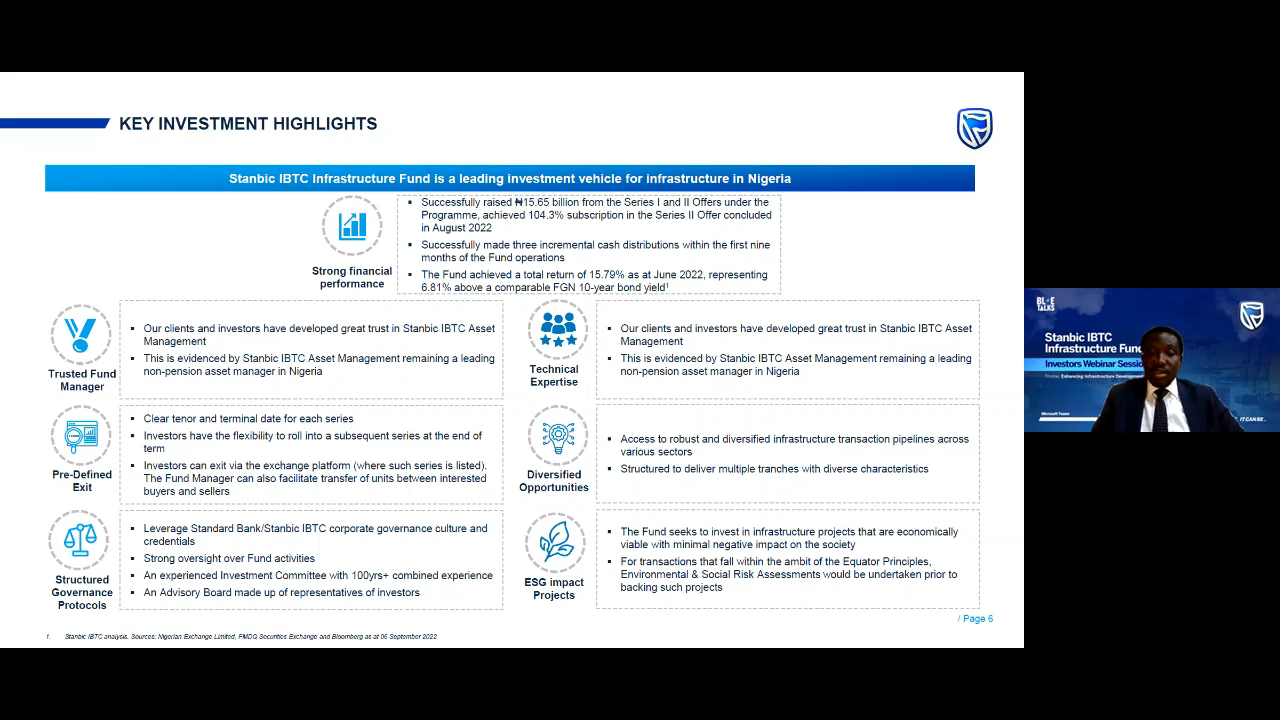 KEY INVESTMENT HIGHLIGHTS
Stanbic IBTC Infrastructure Fund is a leading investment vehicle for infrastructure in Nigeria
Strong financial
performance
▪ Successfully raised ₦15.65 billion from the Series I and II Offers under the
Programme, achieved 104.3% subscription in the Series II Offer concluded
in August 2022
▪ Successfully made three incremental cash distributions within the first nine
months of the Fund operations
▪ The Fund achieved a total return of 15.79% as at June 2022, representing
6.81% above a comparable FGN 10-year bond yield¹
Trusted Fund
Manager
▪ Our clients and investors have developed great trust in Stanbic IBTC Asset
Management
▪ This is evidenced by Stanbic IBTC Asset Management remaining a leading
non-pension asset manager in Nigeria
Technical
Expertise
▪ Our clients and investors have developed great trust in Stanbic IBTC Asset
Management
▪ This is evidenced by Stanbic IBTC Asset Management remaining a leading
non-pension asset manager in Nigeria
Pre-Defined
Exit
▪ Clear tenor and terminal date for each series
▪ Investors have the flexibility to roll into a subsequent series at the end of
term
▪ Investors can exit via the exchange platform (where such series is listed).
The Fund Manager can also facilitate transfer of units between interested
buyers and sellers
Diversified
Opportunities
▪ Access to robust and diversified infrastructure transaction pipelines across
various sectors
▪ Structured to deliver multiple tranches with diverse characteristics
Structured
Governance
Protocols
▪ Leverage Standard Bank/Stanbic IBTC corporate governance culture and
credentials
▪ Strong oversight over Fund activities
▪ An experienced Investment Committee with 100yrs+ combined experience
▪ An Advisory Board made up of representatives of investors
ESG impact
Projects
▪ The Fund seeks to invest in infrastructure projects that are economically
viable with minimal negative impact on the society
▪ For transactions that fall within the ambit of the Equator Principles,
Environmental & Social Risk Assessments would be undertaken prior to
backing such projects
/ Page 6
1. Stanbic IBTC analysis. Sources: Nigerian Exchange Limited, FMDQ Securities Exchange and Bloomberg as at 06 September 2022
BLUE
TALKS
Stanbic IBTC
Infrastructure Fund
Investors Webinar Sessio
Theme: Enhancing Infrastructure Development
Microsoft Teams
IT CAN BE..